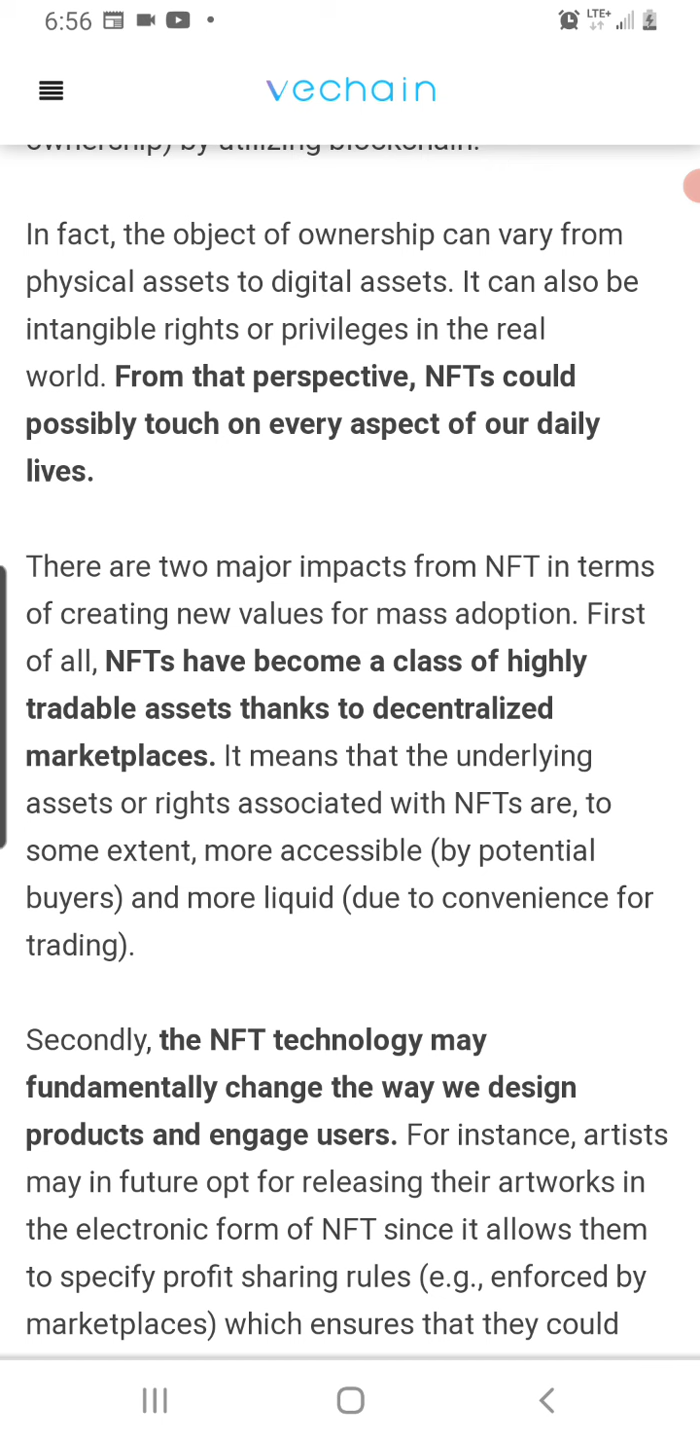 6:56
LTE+
vechain
ownership) by utilizing blockchain.
In fact, the object of ownership can vary from
physical assets to digital assets. It can also be
intangible rights or privileges in the real
world. From that perspective, NFTs could
possibly touch on every aspect of our daily
lives.
There are two major impacts from NFT in terms
of creating new values for mass adoption. First
of all, NFTs have become a class of highly
tradable assets thanks to decentralized
marketplaces. It means that the underlying
assets or rights associated with NFTs are, to
some extent, more accessible (by potential
buyers) and more liquid (due to convenience for
trading).
Secondly, the NFT technology may
fundamentally change the way we design
products and engage users. For instance, artists
may in future opt for releasing their artworks in
the electronic form of NFT since it allows them
to specify profit sharing rules (e.g., enforced by
marketplaces) which ensures that they could